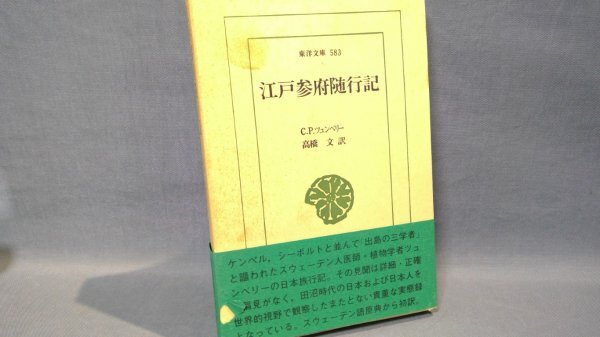 東洋文庫 583
江戸参府随行記
C.P.ツュンベリー
高橋 文 訳
ケンペル，シーボルトと並んで「出島の三学者」
と謳われたスウェーデン人医師・植物学者ツュ
ンベリーの日本旅行記。その見聞は詳細・正確
偏見がなく，田沼時代の日本および日本人を
世界的視野で観察したまたとない貴重な実態録
となっている。スウェーデン語原典から初訳。